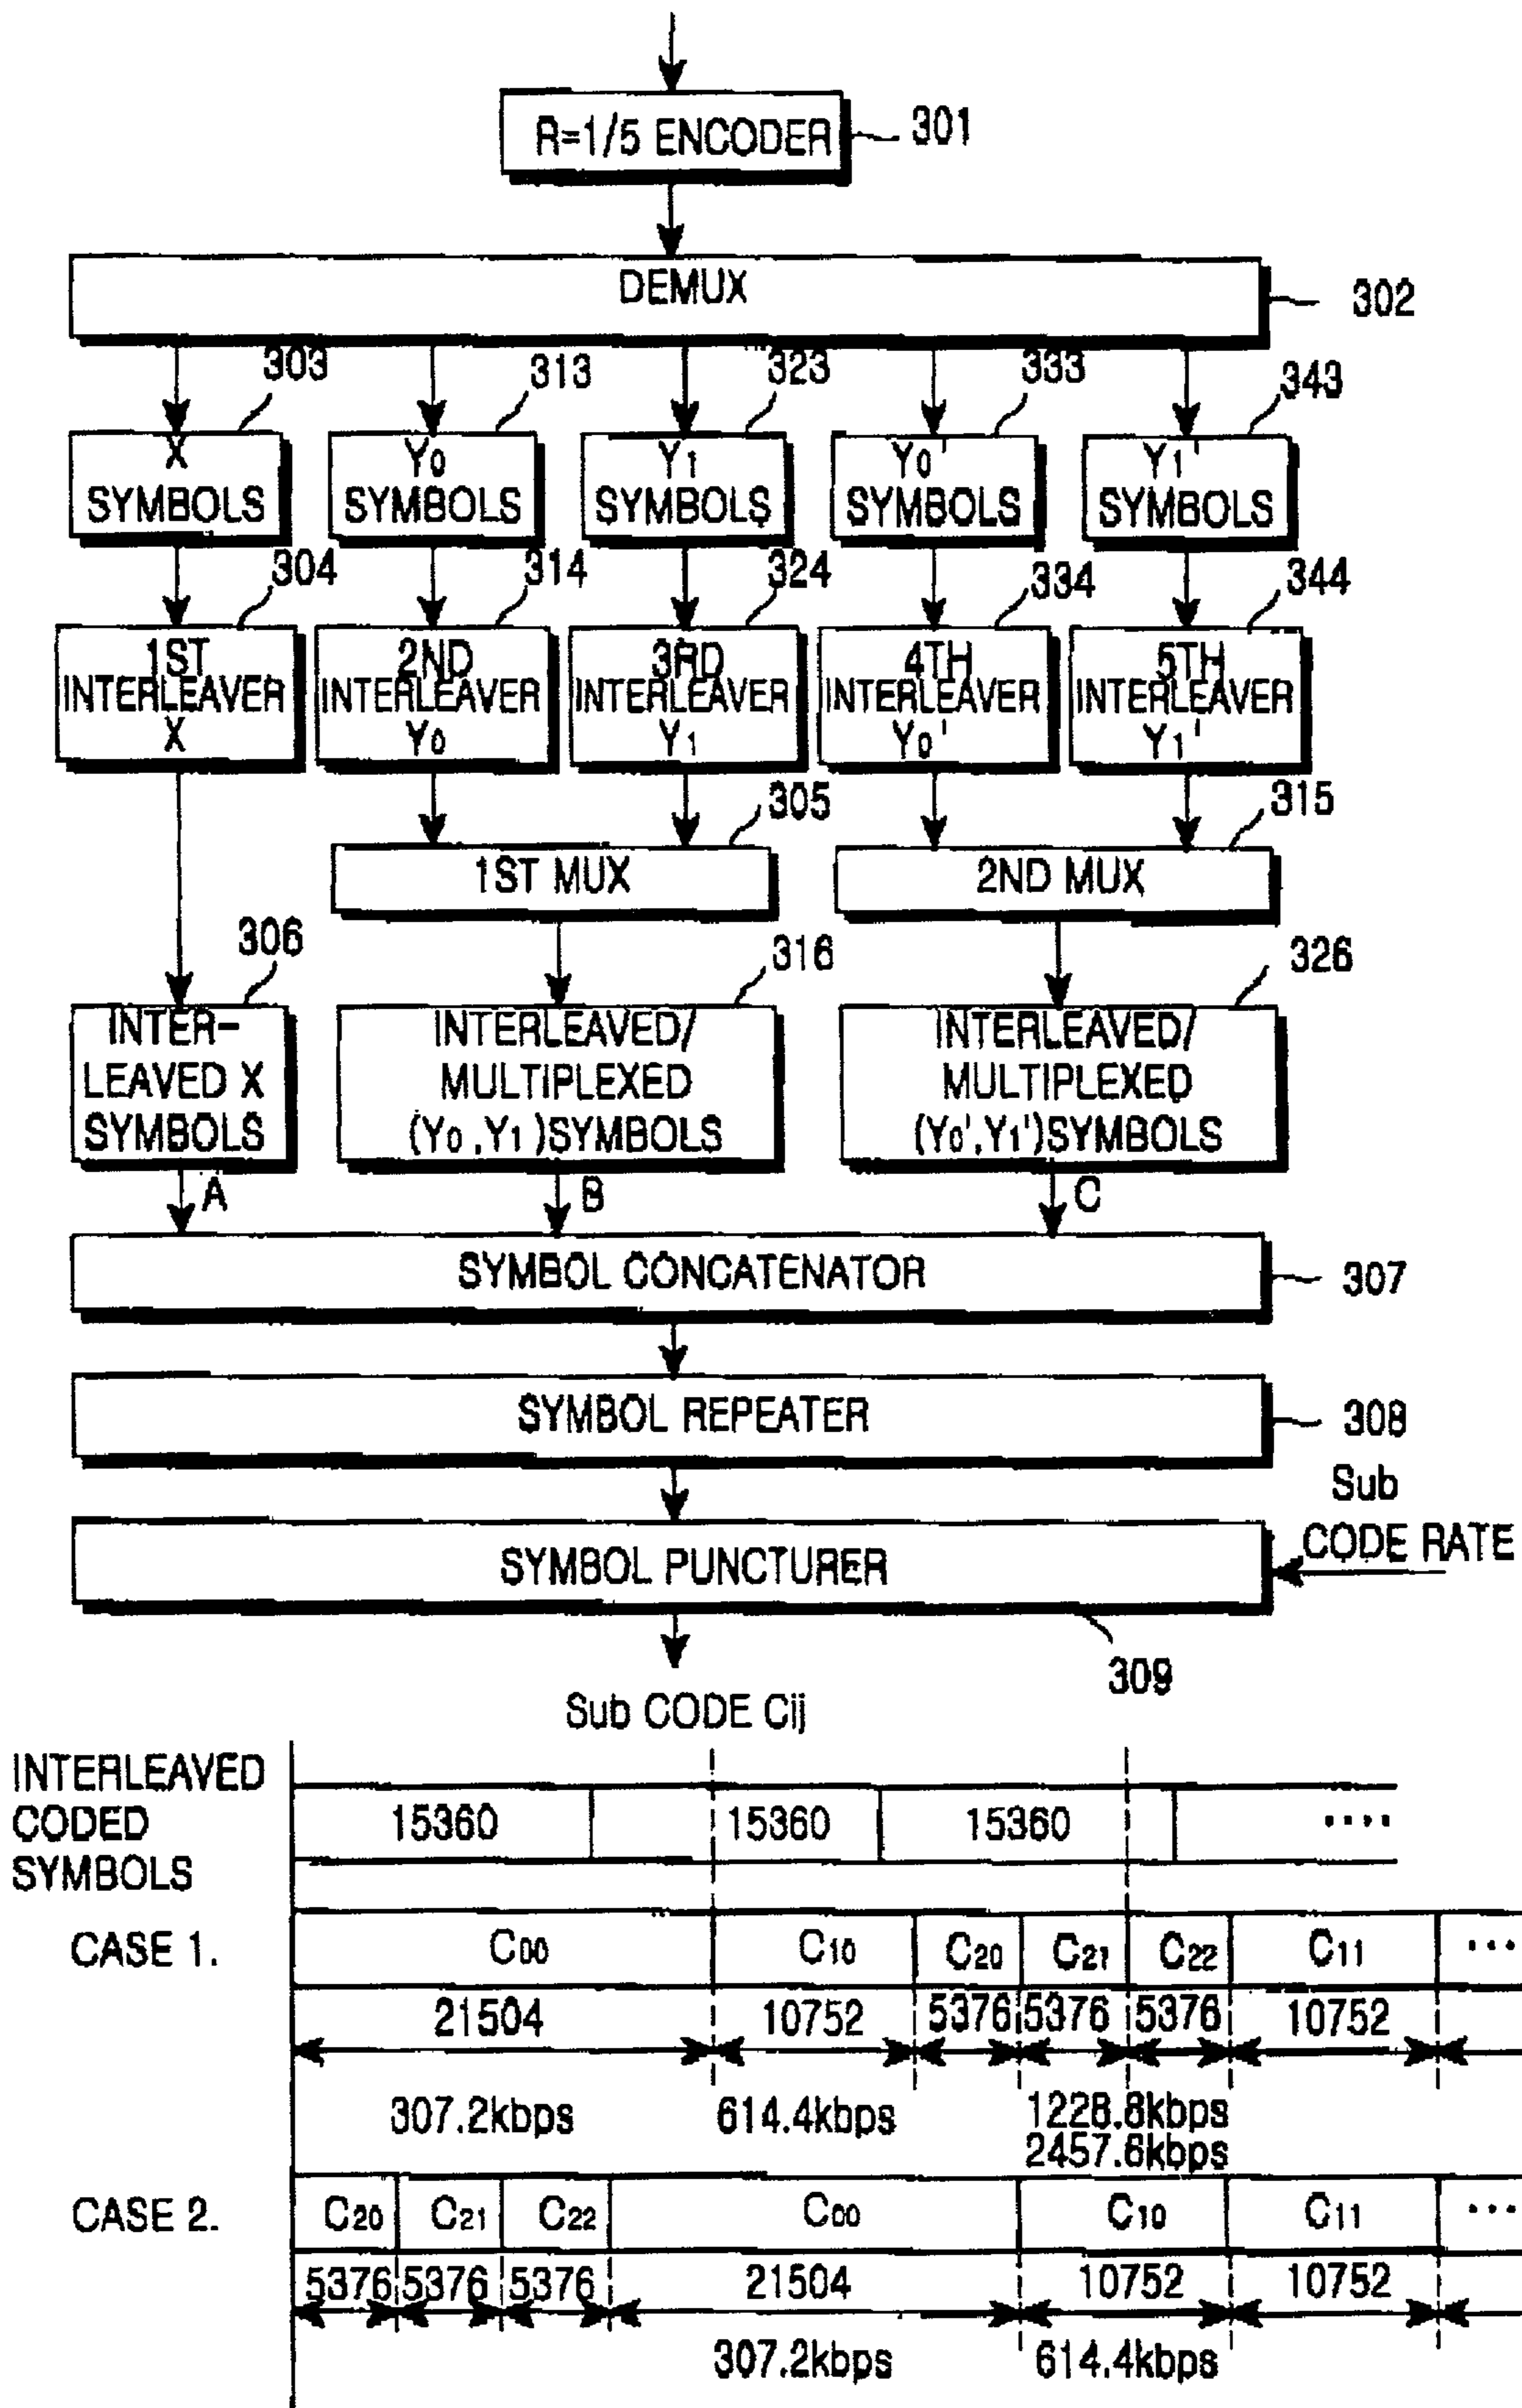 R=1/5 ENCODER
301
DEMUX
302
303
313
323
333
343
X
SYMBOLS
Y0
SYMBOLS
Y1
SYMBOLS
Y0'
SYMBOLS
Y1'
SYMBOLS
304
314
324
334
344
1ST
INTERLEAVER
X
2ND
INTERLEAVER
Y0
3RD
INTERLEAVER
Y1
4TH
INTERLEAVER
Y0'
5TH
INTERLEAVER
Y1'
305
315
1ST MUX
2ND MUX
306
316
326
INTER-
LEAVED X
SYMBOLS
INTERLEAVED/
MULTIPLEXED
(Y0,Y1)SYMBOLS
INTERLEAVED/
MULTIPLEXED
(Y0',Y1')SYMBOLS
A
B
C
SYMBOL CONCATENATOR
307
SYMBOL REPEATER
308
Sub
CODE RATE
SYMBOL PUNCTURER
309
Sub CODE Cij
INTERLEAVED
CODED
SYMBOLS
15360
15360
15360
....
CASE 1.
C00
C10
C20
C21
C22
C11
...
21504
10752
5376
5376
5376
10752
307.2kbps
614.4kbps
1228.8kbps
2457.6kbps
CASE 2.
C20
C21
C22
C00
C10
C11
...
5376
5376
5376
21504
10752
10752
307.2kbps
614.4kbps